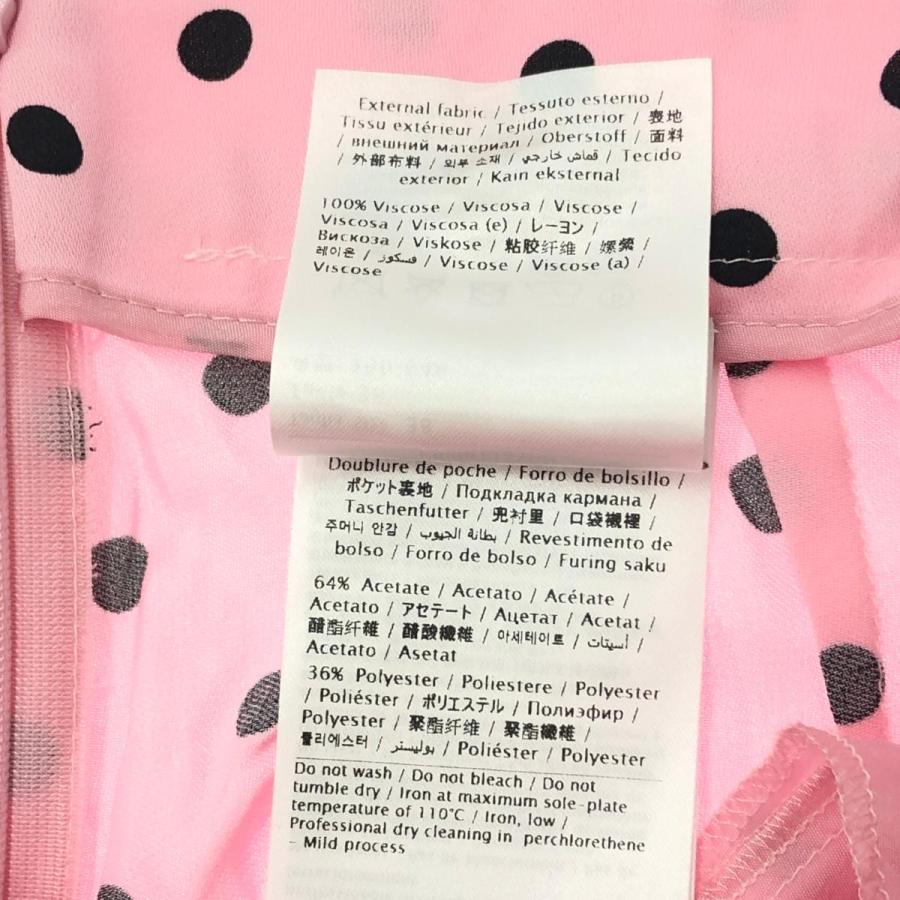 External fabric / Tessuto esterno /
Tissu extérieur / Tejido exterior / 表地
/ внешний материал / Oberstoff / 面料
/ 外部布料 / 외부 소재 / قماش خارجي / Tecido
exterior / Kain eksternal
100% Viscose / Viscosa / Viscose /
Viscosa / Viscosa (e) / レーヨン /
Вискоза / Viskose / 粘胶纤维 / 嫘縈 /
레이온 / فسكوز / Viscose / Viscose (a) /
Viscose
Doublure de poche / Forro de bolsillo /
ポケット裏地 / Подкладка кармана /
Taschenfutter / 兜衬里 / 口袋襯裡 /
주머니 안감 / بطانة الجيوب / Revestimento de
bolso / Forro de bolso / Furing saku
64% Acetate / Acetato / Acétate /
Acetato / アセテート / Ацетат / Acetat /
醋酯纤维 / 醋酸纖維 / 아세테이트 / أسيتات /
Acetato / Asetat
36% Polyester / Poliestere / Polyester
/ Poliéster / ポリエステル / Полиэфир /
Polyester / 聚酯纤维 / 聚酯纖維 /
폴리에스터 / بوليستر / Poliéster / Polyester
Do not wash / Do not bleach / Do not
tumble dry / Iron at maximum sole-plate
temperature of 110°C / Iron, low /
Professional dry cleaning in perchlorethene
- Mild process